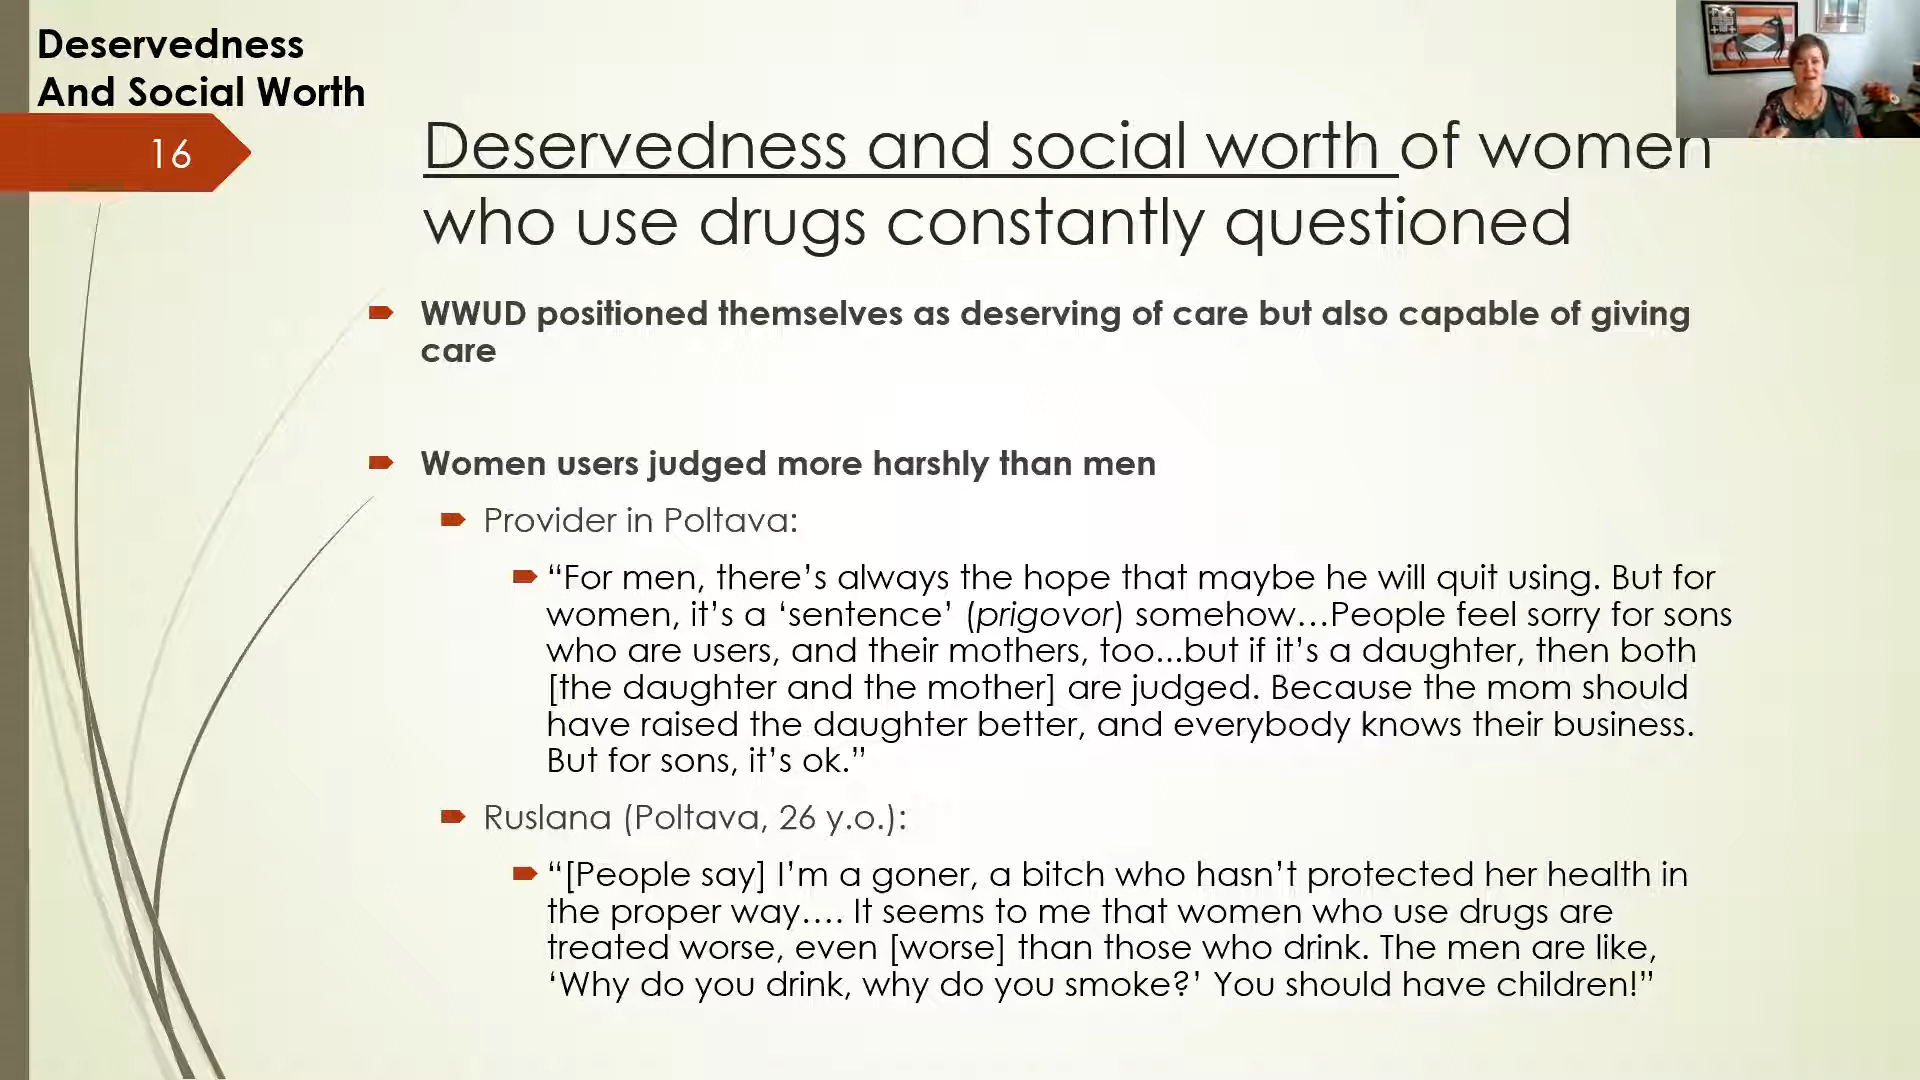 Deservedness
And Social Worth
16
Deservedness and social worth of women
who use drugs constantly questioned
WWUD positioned themselves as deserving of care but also capable of giving
care
Women users judged more harshly than men
Provider in Poltava:
“For men, there’s always the hope that maybe he will quit using. But for
women, it’s a ‘sentence’ (prigovor) somehow…People feel sorry for sons
who are users, and their mothers, too...but if it’s a daughter, then both
[the daughter and the mother] are judged. Because the mom should
have raised the daughter better, and everybody knows their business.
But for sons, it’s ok.”
Ruslana (Poltava, 26 y.o.):
“[People say] I’m a goner, a bitch who hasn’t protected her health in
the proper way…. It seems to me that women who use drugs are
treated worse, even [worse] than those who drink. The men are like,
‘Why do you drink, why do you smoke?’ You should have children!”